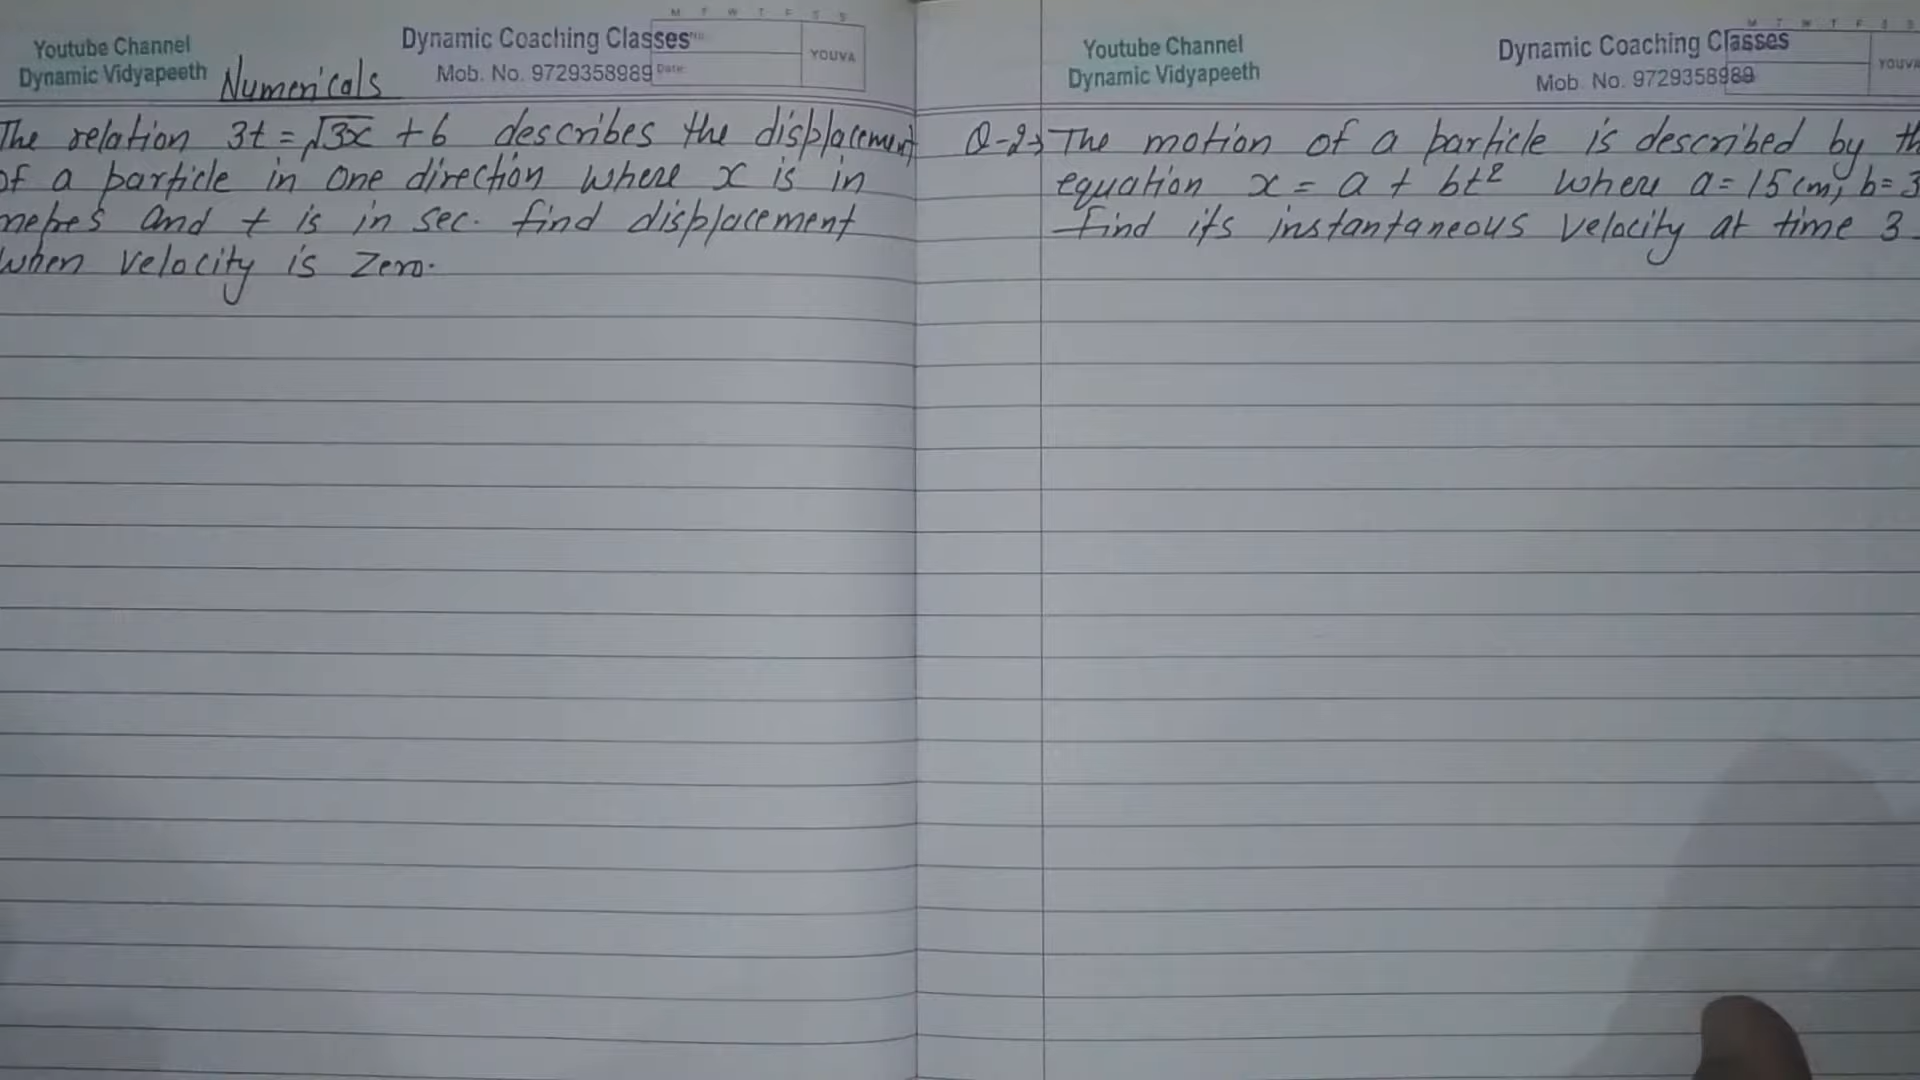 M T W T F S S
Youtube Channel
Dynamic Vidyapeeth
Dynamic Coaching Classes
Mob. No. 9729358989
Date:
YOUVA
Numericals
The relation 3t = √3x + 6 describes the displacement
of a particle in one direction where x is in
metres and t is in sec. find displacement
when velocity is zero.
M T W T F S S
Youtube Channel
Dynamic Vidyapeeth
Dynamic Coaching Classes
Mob. No. 9729358989
YOUVA
Q-2→ The motion of a particle is described by th
equation x = a + bt² where a = 15 cm, b = 3
find its instantaneous velocity at time 3